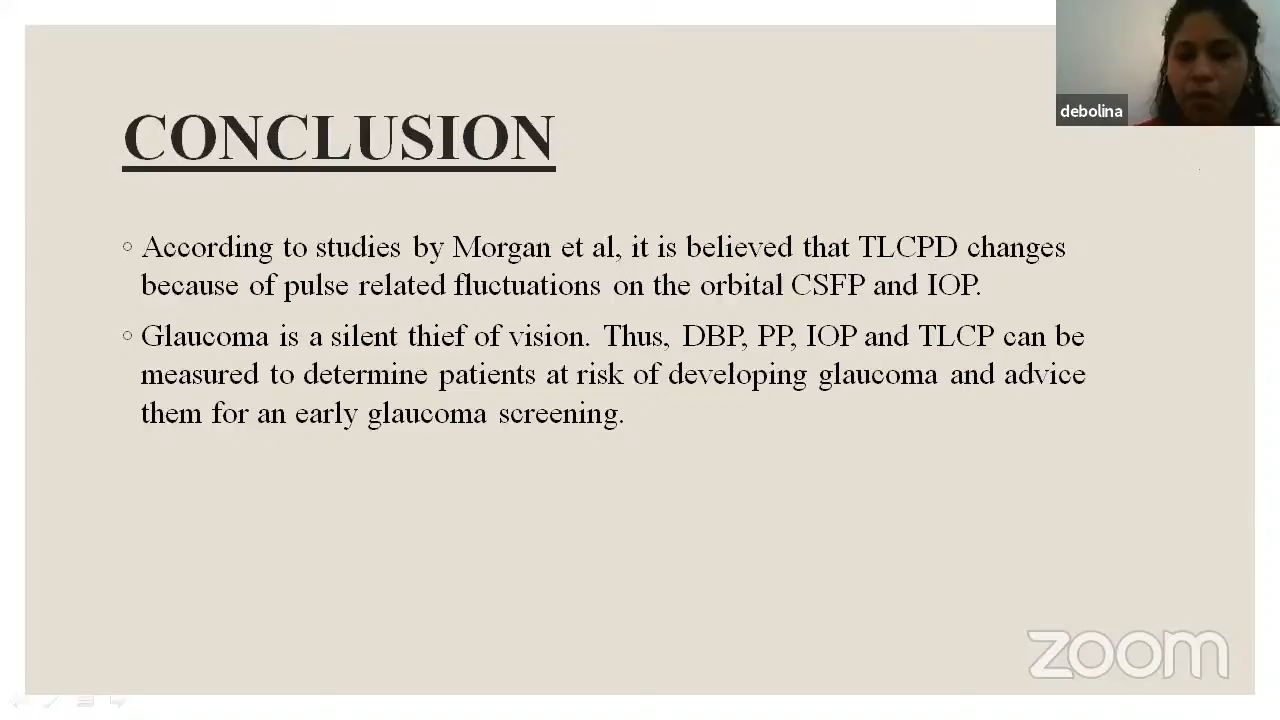 debolina
CONCLUSION
According to studies by Morgan et al, it is believed that TLCPD changes
because of pulse related fluctuations on the orbital CSFP and IOP.
Glaucoma is a silent thief of vision. Thus, DBP, PP, IOP and TLCP can be
measured to determine patients at risk of developing glaucoma and advice
them for an early glaucoma screening.
zoom